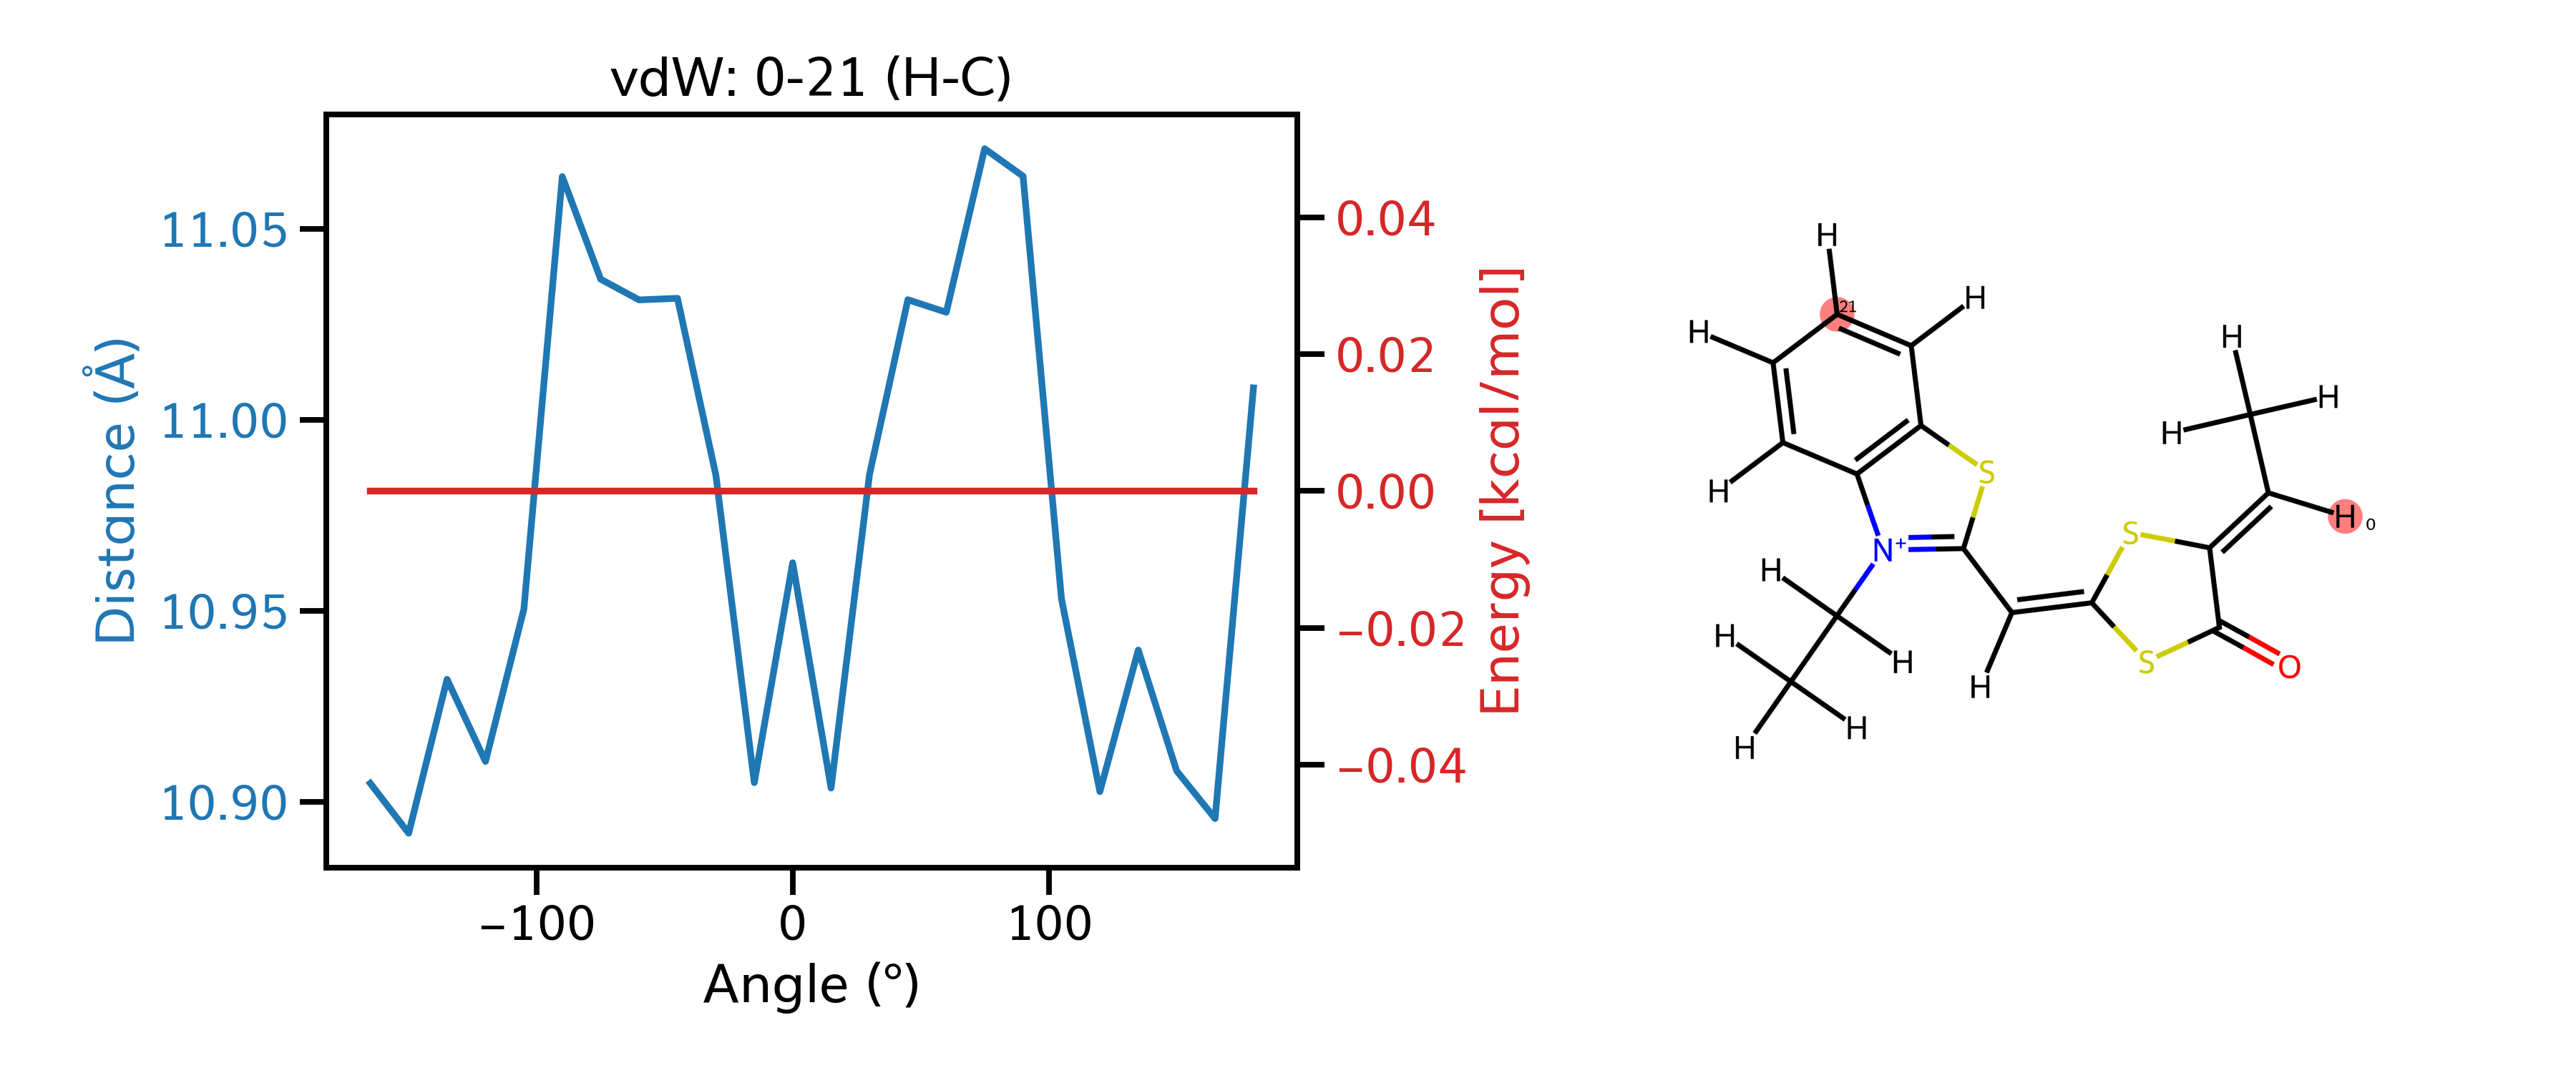 vdW: 0-21 (H-C)
Distance (Å)
11.05
11.00
10.95
10.90
0.04
0.02
0.00
−0.02
−0.04
Energy [kcal/mol]
−100
0
100
Angle (°)
H
H
21
H
H
H
H
H
H
S
H 0
S
N+
H
H
H
S
O
H
H
H